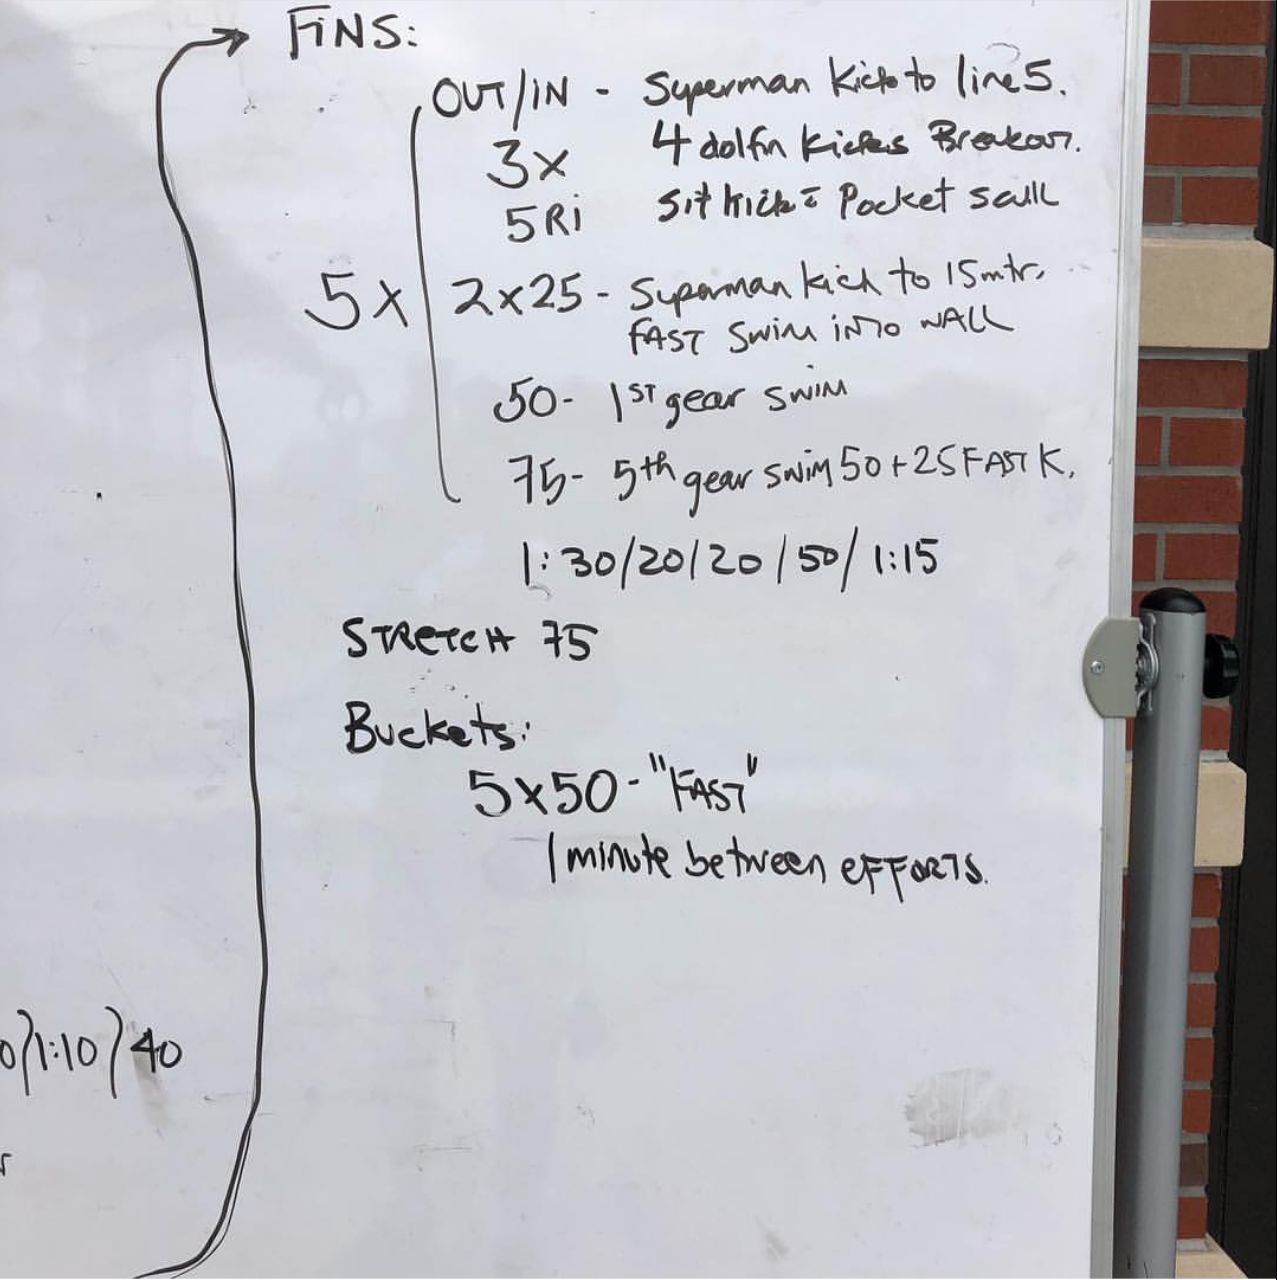 FINS:
OUT/IN - Superman Kick to line 5.
3x 4 dolfin kicks Breakout.
5Ri Sit kick Pocket scull
5x
2x25 - Superman kick to 15mtr.
FAST SWIM INTO WALL
50 - 1ST gear SWIM
75 - 5th gear SWIM 50 + 25 FAST K.
1:30/20/20/50/1:15
STRETCH 75
Buckets:
5x50 - "FAST"
1 minute between EFFORTS.
0/1:10/40